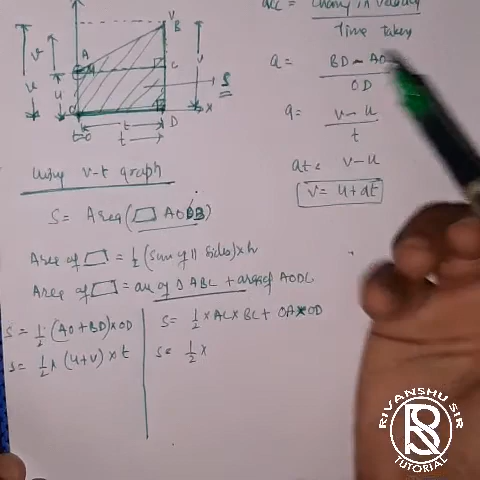 acc = Change in velocity
Time taken
a = BD - AO
OD
a = v - u
t
at = v - u
v = u + at
V
B
A
C
D
x
v
u
t
t
t=0
S
using v-t graph
S = Area (▱ AODB)
Area of ▱ = 1/2 (sum of || sides) x h
Area of ▱ = ar of Δ ABC + area of AODC
S = 1/2 (AO + BD) x OD
S = 1/2 x (u + v) x t
S = 1/2 x AC x BC + OA x OD
S = 1/2 x
RIVANSHU SIR
RS
TUTORIAL